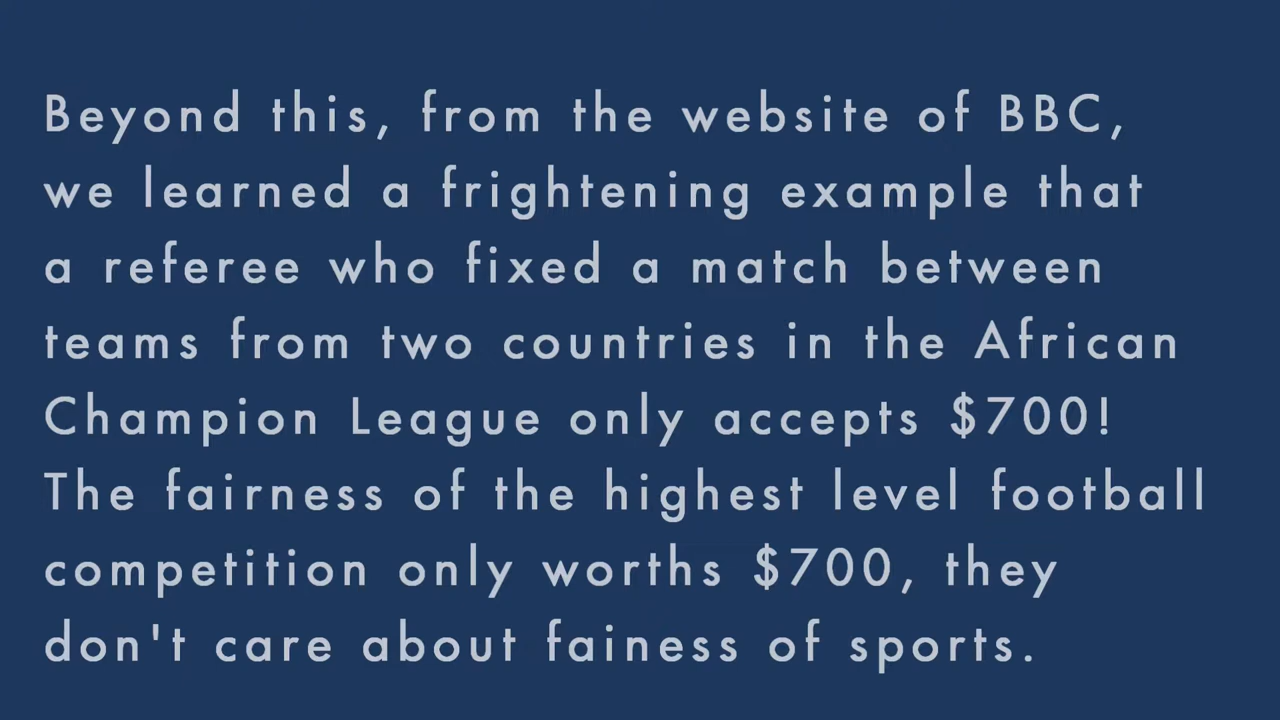 Beyond this, from the website of BBC,
we learned a frightening example that
a referee who fixed a match between
teams from two countries in the African
Champion League only accepts $700!
The fairness of the highest level football
competition only worths $700, they
don't care about fainess of sports.